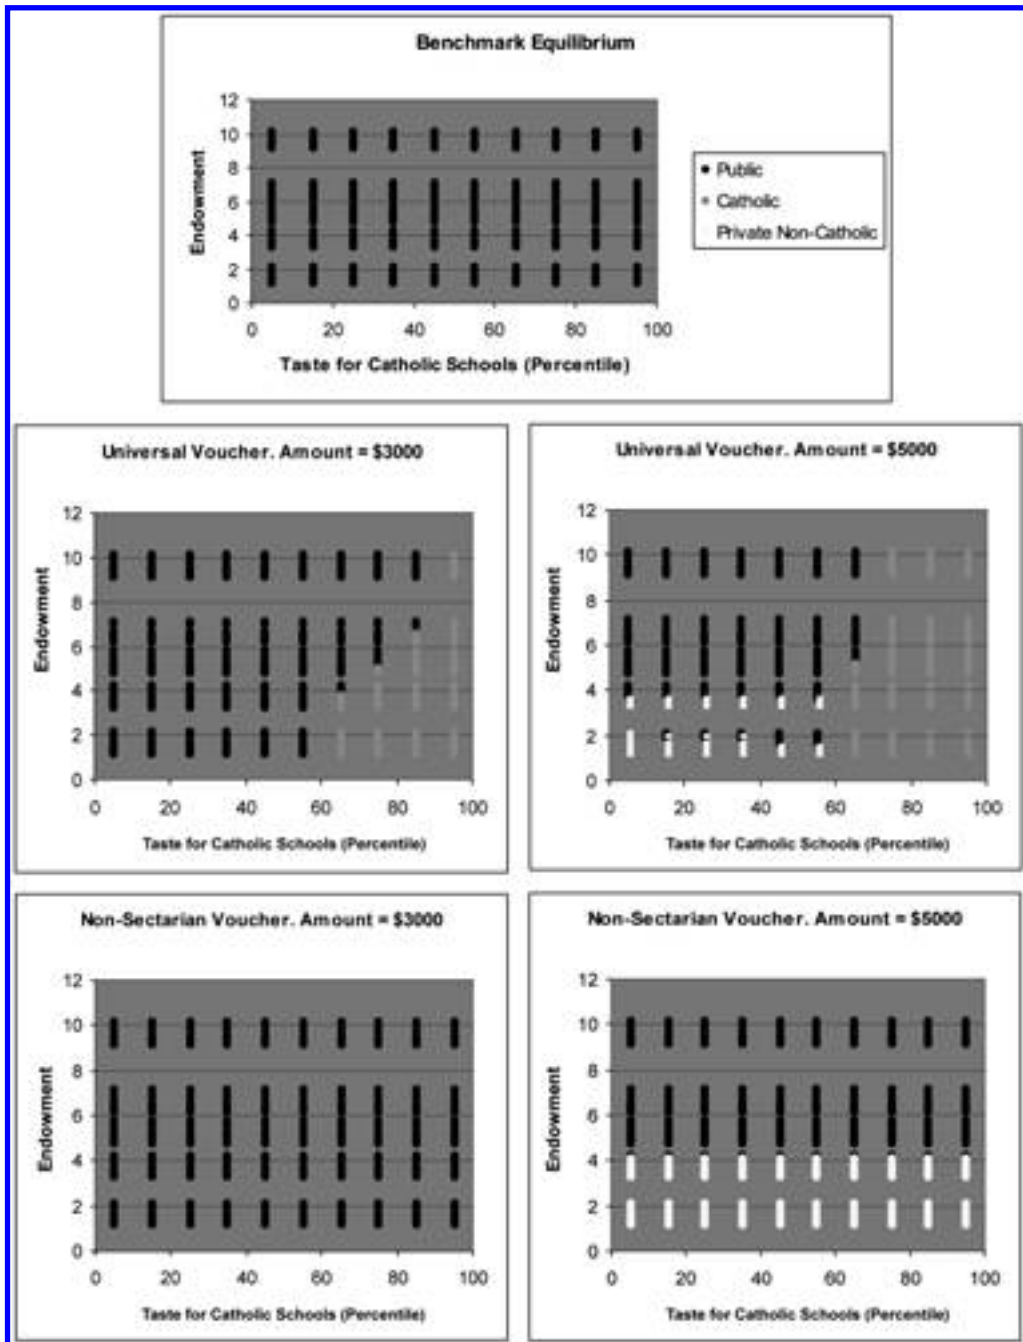 Benchmark Equilibrium
12
10
8
6
4
2
0
Endowment
0 20 40 60 80 100
Taste for Catholic Schools (Percentile)
Public
Catholic
Private Non-Catholic
Universal Voucher. Amount = $3000
12
10
8
6
4
2
0
Endowment
0 20 40 60 80 100
Taste for Catholic Schools (Percentile)
Universal Voucher. Amount = $5000
12
10
8
6
4
2
0
Endowment
0 20 40 60 80 100
Taste for Catholic Schools (Percentile)
Non-Sectarian Voucher. Amount = $3000
12
10
8
6
4
2
0
Endowment
0 20 40 60 80 100
Taste for Catholic Schools (Percentile)
Non-Sectarian Voucher. Amount = $5000
12
10
8
6
4
2
0
Endowment
0 20 40 60 80 100
Taste for Catholic Schools (Percentile)